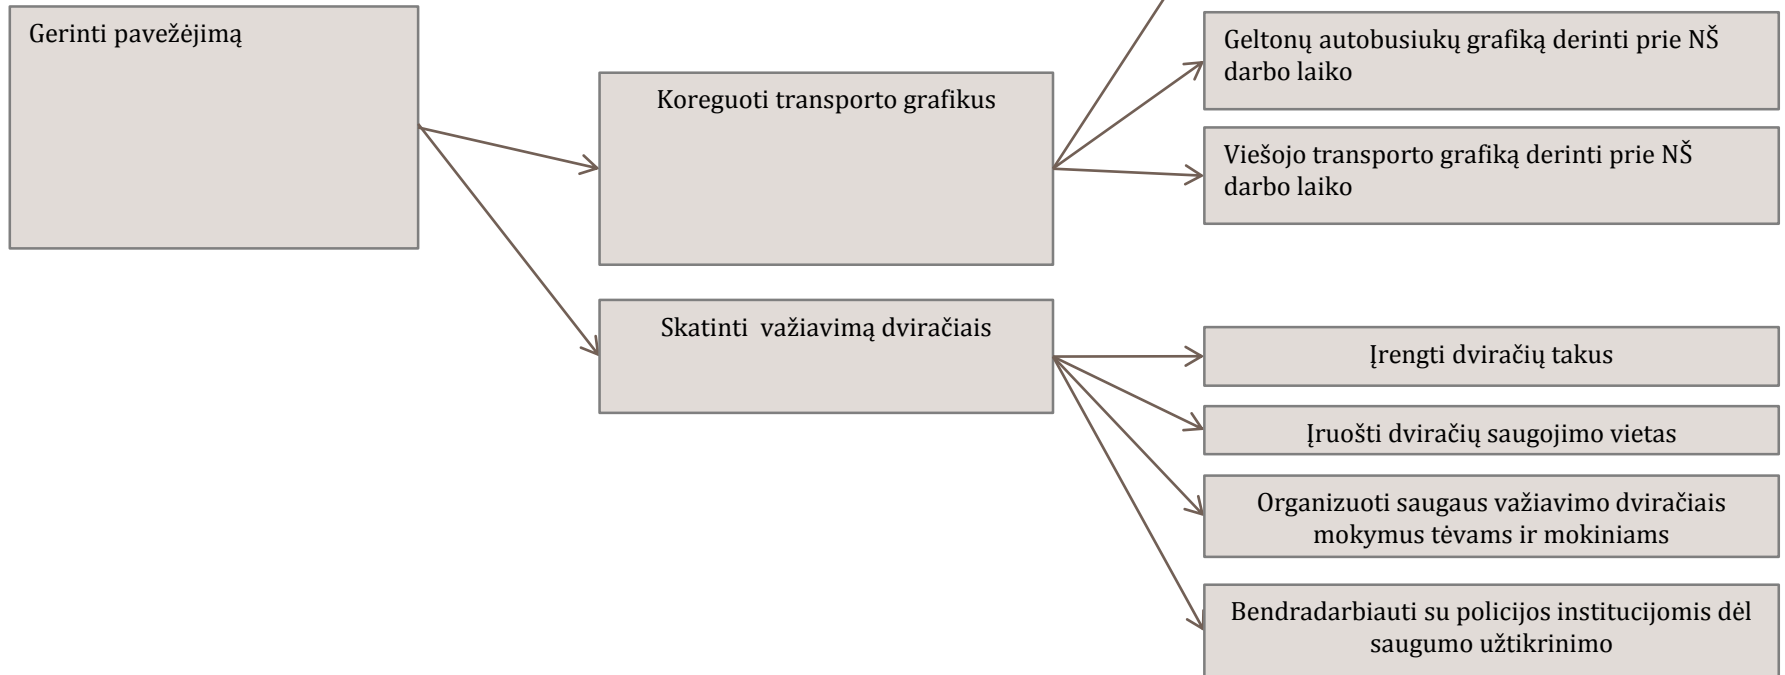 Gerinti pavežėjimą
Koreguoti transporto grafikus
Geltonų autobusiukų grafiką derinti prie NŠ
darbo laiko
Viešojo transporto grafiką derinti prie NŠ
darbo laiko
Skatinti  važiavimą dviračiais
Įrengti dviračių takus
Įruošti dviračių saugojimo vietas
Organizuoti saugaus važiavimo dviračiais
mokymus tėvams ir mokiniams
Bendradarbiauti su policijos institucijomis dėl
saugumo užtikrinimo